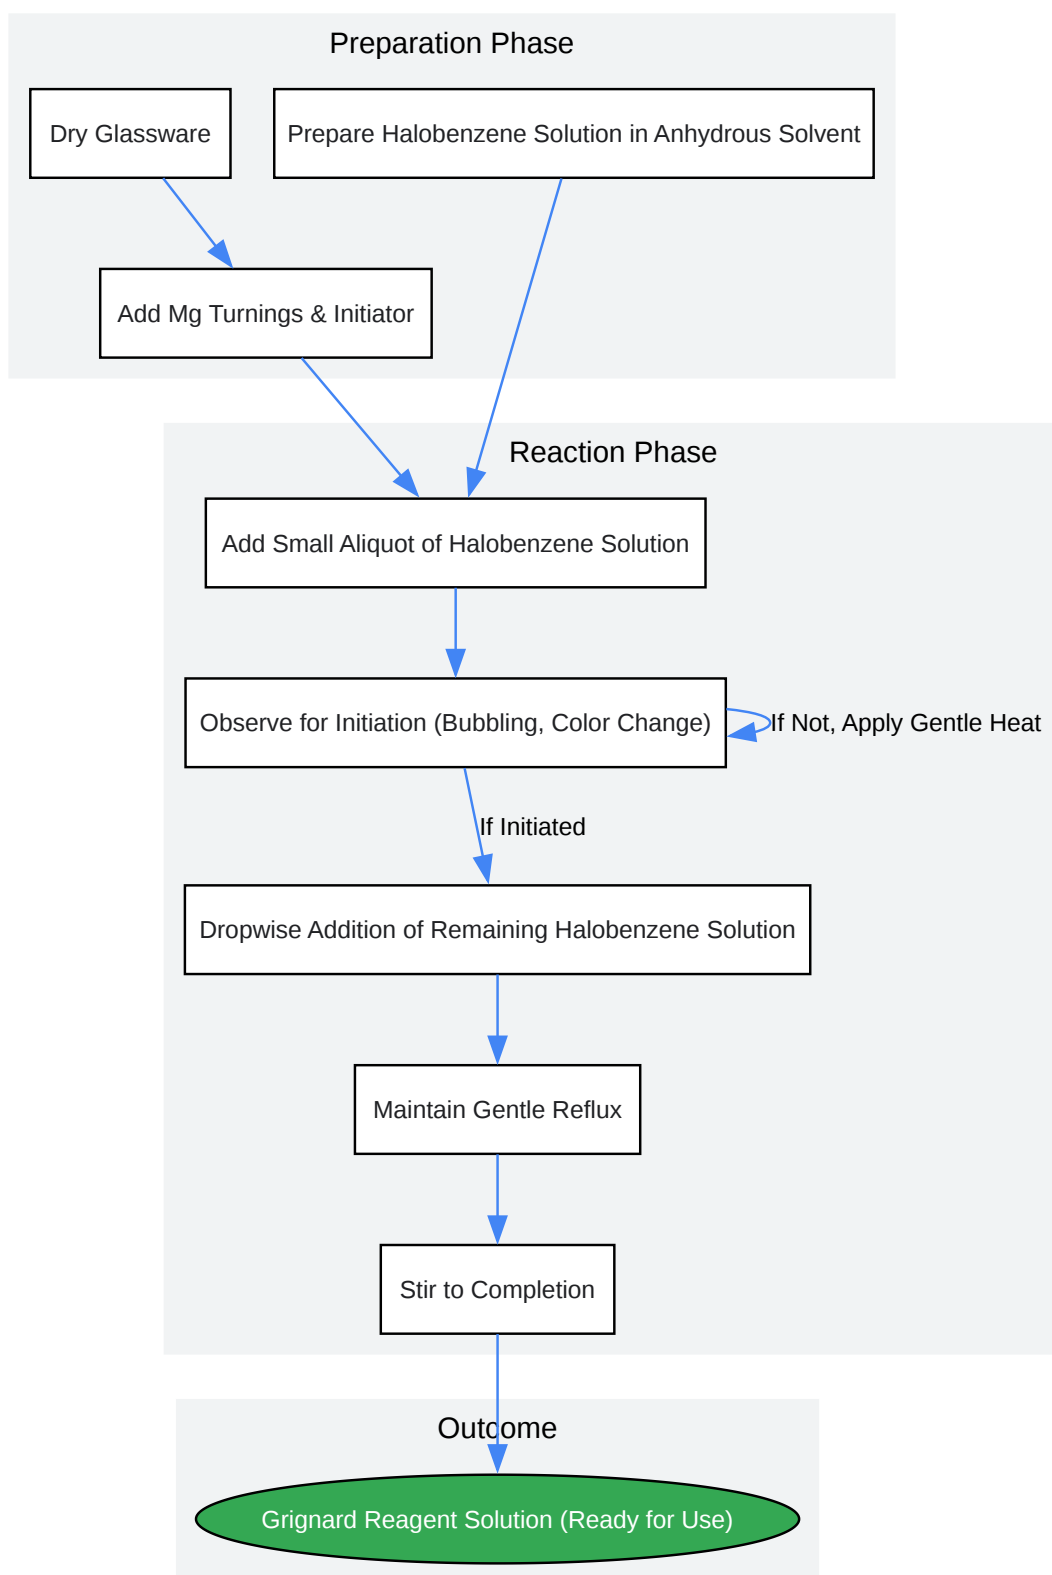 Preparation Phase
Dry Glassware
Prepare Halobenzene Solution in Anhydrous Solvent
Add Mg Turnings & Initiator
Reaction Phase
Add Small Aliquot of Halobenzene Solution
Observe for Initiation (Bubbling, Color Change)
If Not, Apply Gentle Heat
If Initiated
Dropwise Addition of Remaining Halobenzene Solution
Maintain Gentle Reflux
Stir to Completion
Outcome
Grignard Reagent Solution (Ready for Use)